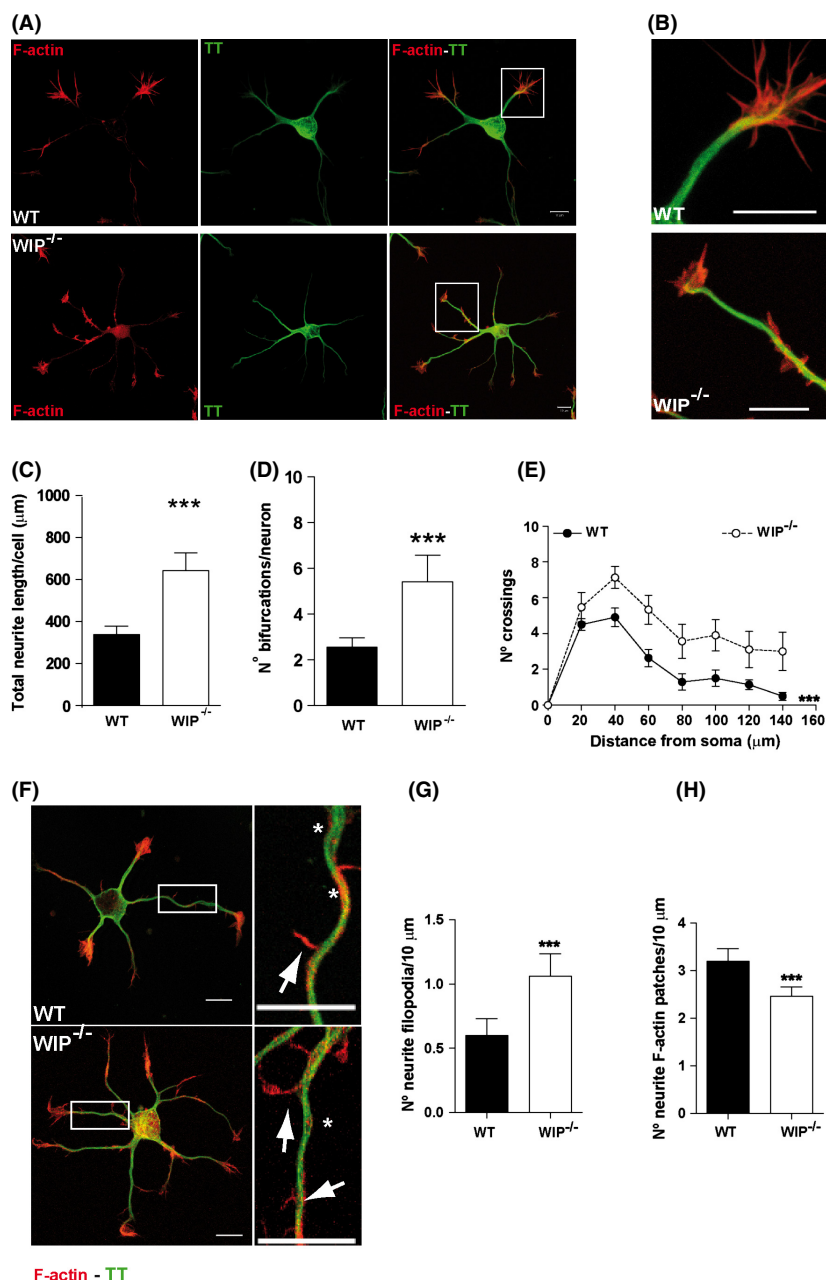 (A)
(B)
F-actin
TT
F-actin-TT
WT
WT
WIP-/-
F-actin
TT
F-actin-TT
WIP-/-
(C)
(D)
(E)
Total neurite length/cell (μm)
1000
800
600
400
200
0
***
WT
WIP-/-
N° bifurcations/neuron
10
8
6
4
2
0
***
WT
WIP-/-
Nº crossings
10
8
6
4
2
0
WT
WIP-/-
***
0 20 40 60 80 100 120 140 160
Distance from soma (μm)
(F)
(G)
(H)
WT
*
*
WIP-/-
*
F-actin - TT
Nº neurite filopodia/10 μm
1.5
1.0
0.5
0.0
***
WT
WIP-/-
Nº neurite F-actin patches/10 μm
4
3
2
1
0
***
WT
WIP-/-